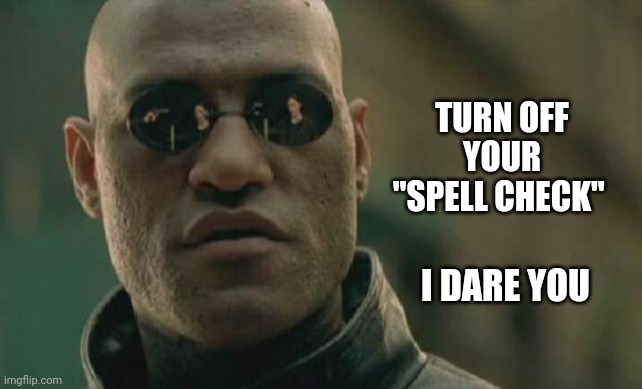 TURN OFF
YOUR
"SPELL CHECK"
I DARE YOU
imgflip.com